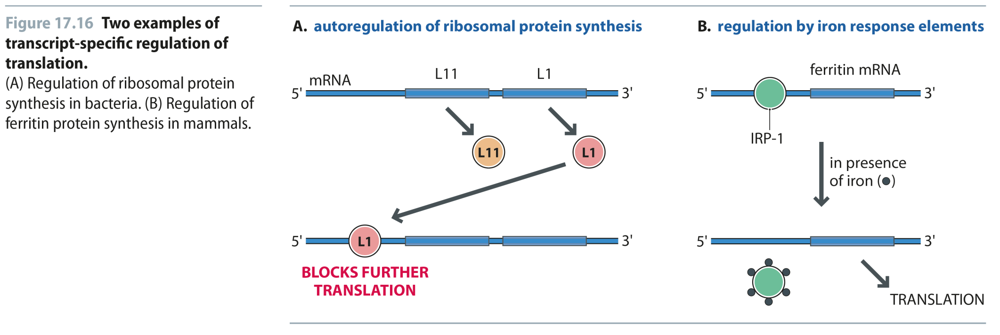 Figure 17.16 Two examples of
transcript-specific regulation of
translation.
(A) Regulation of ribosomal protein
synthesis in bacteria. (B) Regulation of
ferritin protein synthesis in mammals.
A. autoregulation of ribosomal protein synthesis
mRNA
L11
L1
5'
3'
L11
L1
5'
L1
3'
BLOCKS FURTHER
TRANSLATION
B. regulation by iron response elements
ferritin mRNA
5'
3'
IRP-1
in presence
of iron (●)
5'
3'
TRANSLATION